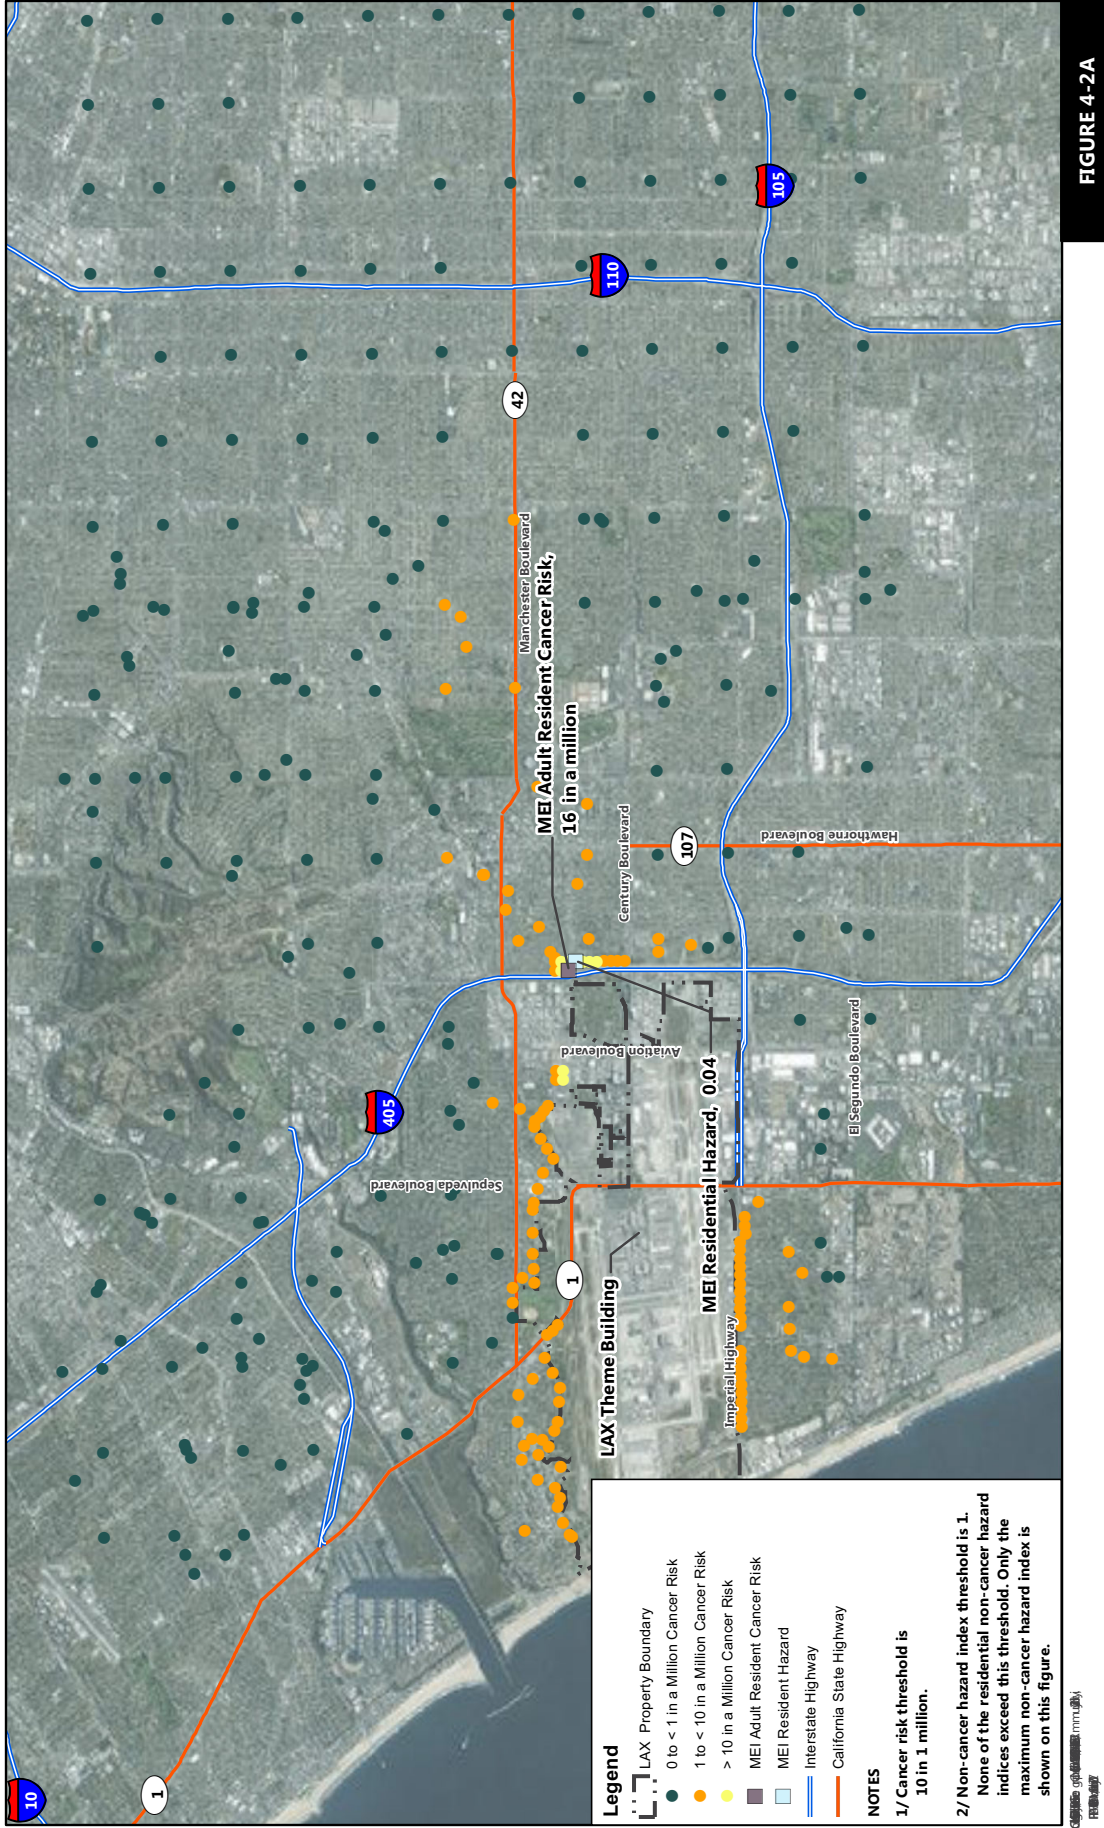 FIGURE 4-2A
10
1
405
110
105
42
107
1
Manchester Boulevard
MEI Adult Resident Cancer Risk,
16 in a million
Century Boulevard
Hawthorne Boulevard
Aviation Boulevard
Sepulveda Boulevard
El Segundo Boulevard
MEI Residential Hazard, 0.04
LAX Theme Building
Imperial Highway
Legend
LAX Property Boundary
0 to < 1 in a Million Cancer Risk
1 to < 10 in a Million Cancer Risk
> 10 in a Million Cancer Risk
MEI Adult Resident Cancer Risk
MEI Resident Hazard
Interstate Highway
California State Highway
NOTES
1/ Cancer risk threshold is
10 in 1 million.
2/ Non-cancer hazard index threshold is 1.
None of the residential non-cancer hazard
indices exceed this threshold. Only the
maximum non-cancer hazard index is
shown on this figure.